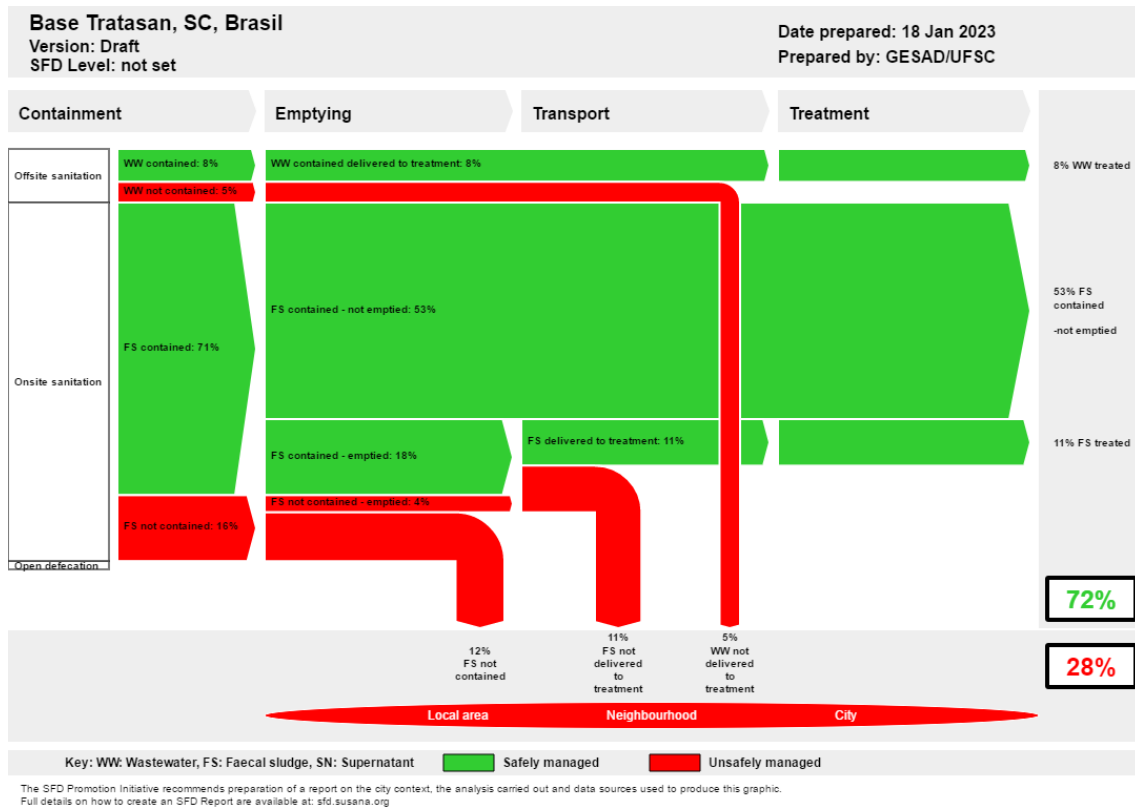 Base Tratasan, SC, Brasil
Version: Draft
SFD Level: not set
Date prepared: 18 Jan 2023
Prepared by: GESAD/UFSC
Containment
Emptying
Transport
Treatment
Offsite sanitation
WW contained: 8%
WW contained delivered to treatment: 8%
8% WW treated
WW not contained: 5%
FS contained - not emptied: 53%
53% FS
contained
-not emptied
Onsite sanitation
FS contained: 71%
FS contained - emptied: 18%
FS delivered to treatment: 11%
11% FS treated
FS not contained - emptied: 4%
FS not contained: 16%
Open defecation
72%
12%
FS not
contained
11%
FS not
delivered
to
treatment
5%
WW not
delivered
to
treatment
28%
Local area
Neighbourhood
City
Key: WW: Wastewater, FS: Faecal sludge, SN: Supernatant
Safely managed
Unsafely managed
The SFD Promotion Initiative recommends preparation of a report on the city context, the analysis carried out and data sources used to produce this graphic.
Full details on how to create an SFD Report are available at: sfd.susana.org